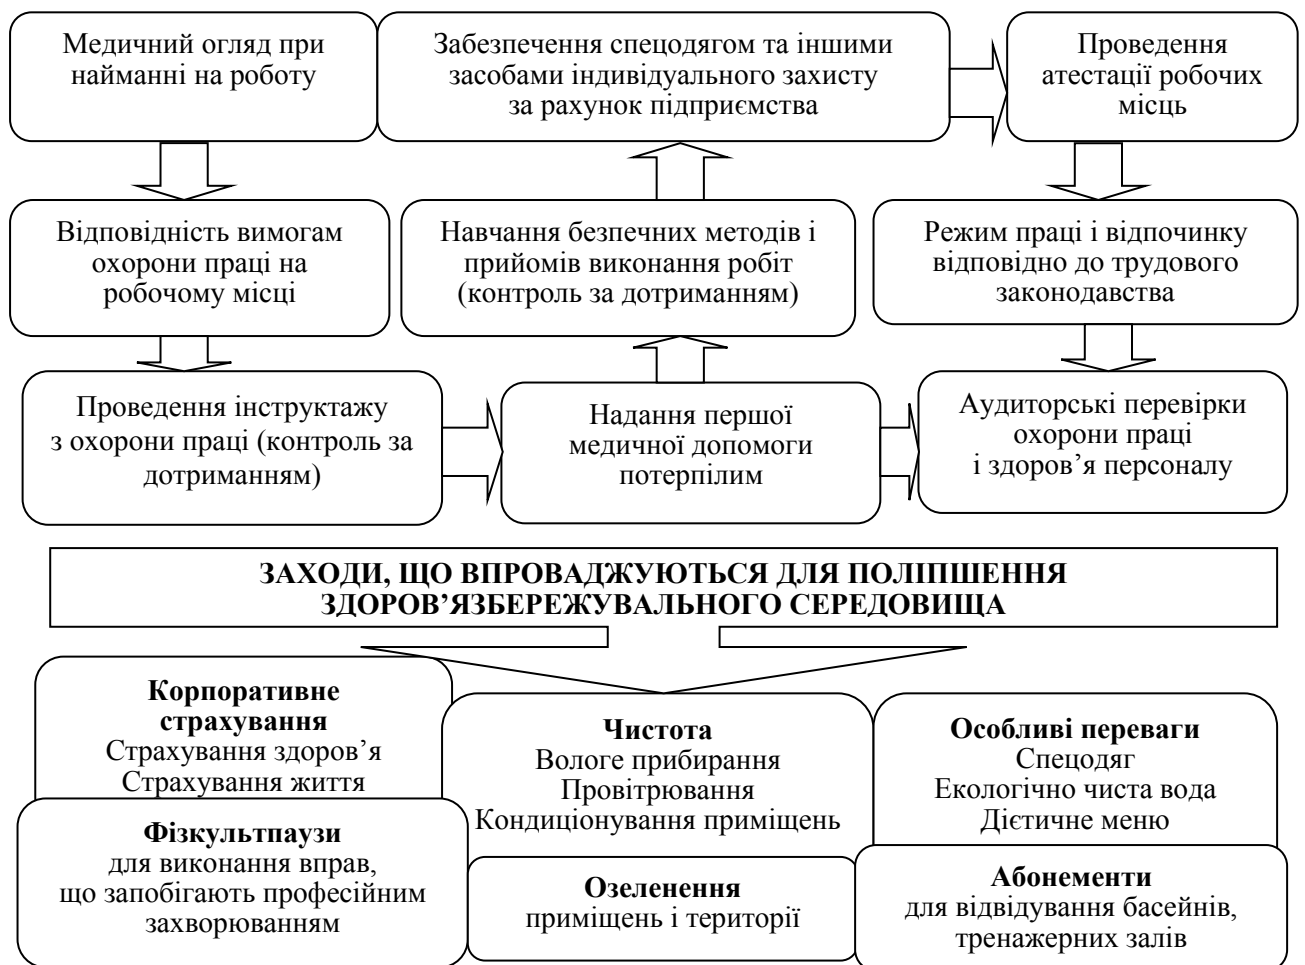 Медичний огляд при
найманні на роботу
Забезпечення спецодягом та іншими
засобами індивідуального захисту
за рахунок підприємства
Проведення
атестації робочих
місць
Відповідність вимогам
охорони праці на
робочому місці
Навчання безпечних методів і
прийомів виконання робіт
(контроль за дотриманням)
Режим праці і відпочинку
відповідно до трудового
законодавства
Проведення інструктажу
з охорони праці (контроль за
дотриманням)
Надання першої
медичної допомоги
потерпілим
Аудиторські перевірки
охорони праці
і здоров’я персоналу
ЗАХОДИ, ЩО ВПРОВАДЖУЮТЬСЯ ДЛЯ ПОЛІПШЕННЯ
ЗДОРОВ’ЯЗБЕРЕЖУВАЛЬНОГО СЕРЕДОВИЩА
Корпоративне
страхування
Страхування здоров’я
Страхування життя
Чистота
Вологе прибирання
Провітрювання
Кондиціонування приміщень
Особливі переваги
Спецодяг
Екологічно чиста вода
Дієтичне меню
Фізкультпаузи
для виконання вправ,
що запобігають професійним
захворюванням
Озеленення
приміщень і території
Абонементи
для відвідування басейнів,
тренажерних залів